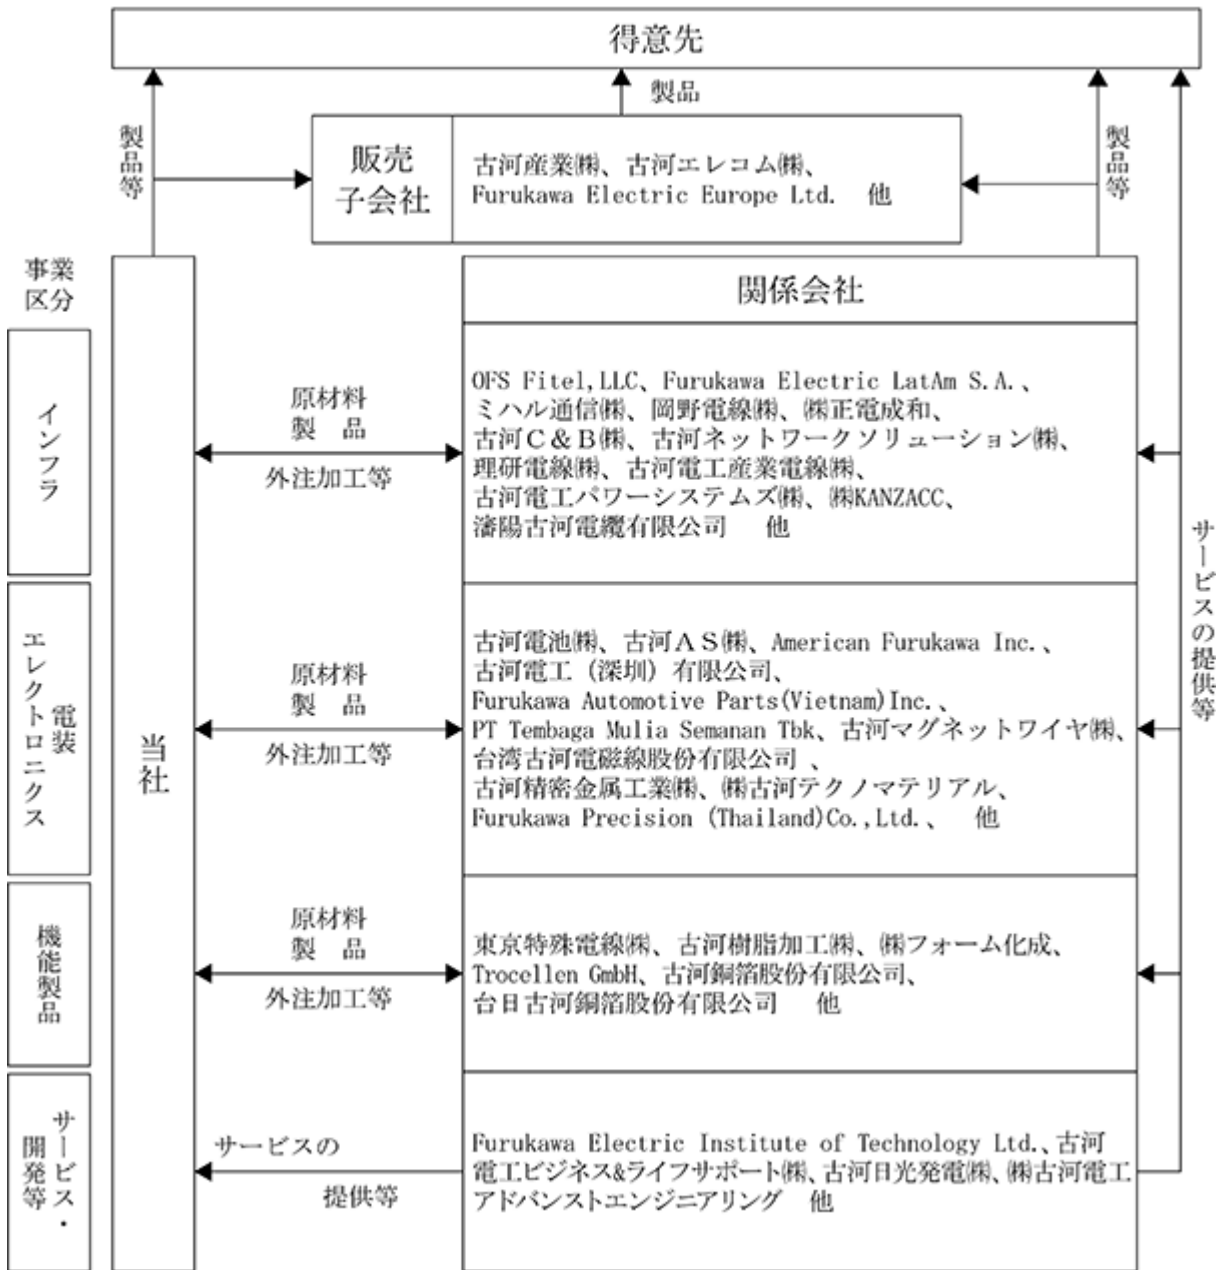 得意先
製品等
製品
製品等
販売
子会社
古河産業㈱、古河エレコム㈱、
Furukawa Electric Europe Ltd. 他
事業
区分
当社
関係会社
インフラ
原材料
製 品
外注加工等
OFS Fitel,LLC、Furukawa Electric LatAm S.A.、
ミハル通信㈱、岡野電線㈱、㈱正電成和、
古河C&B㈱、古河ネットワークソリューション㈱、
理研電線㈱、古河電工産業電線㈱、
古河電工パワーシステムズ㈱、㈱KANZACC、
瀋陽古河電纜有限公司 他
サービスの提供等
電装
エレクトロニクス
原材料
製 品
外注加工等
古河電池㈱、古河AS㈱、American Furukawa Inc.、
古河電工(深圳)有限公司、
Furukawa Automotive Parts(Vietnam)Inc.、
PT Tembaga Mulia Semanan Tbk、古河マグネットワイヤ㈱、
台湾古河電磁線股份有限公司 、
古河精密金属工業㈱、㈱古河テクノマテリアル、
Furukawa Precision (Thailand)Co.,Ltd.、 他
機能製品
原材料
製 品
外注加工等
東京特殊電線㈱、古河樹脂加工㈱、㈱フォーム化成、
Trocellen GmbH、古河銅箔股份有限公司、
台日古河銅箔股份有限公司 他
サービス・
開発等
サービスの
提供等
Furukawa Electric Institute of Technology Ltd.、古河
電工ビジネス&ライフサポート㈱、古河日光発電㈱、㈱古河電工
アドバンストエンジニアリング 他